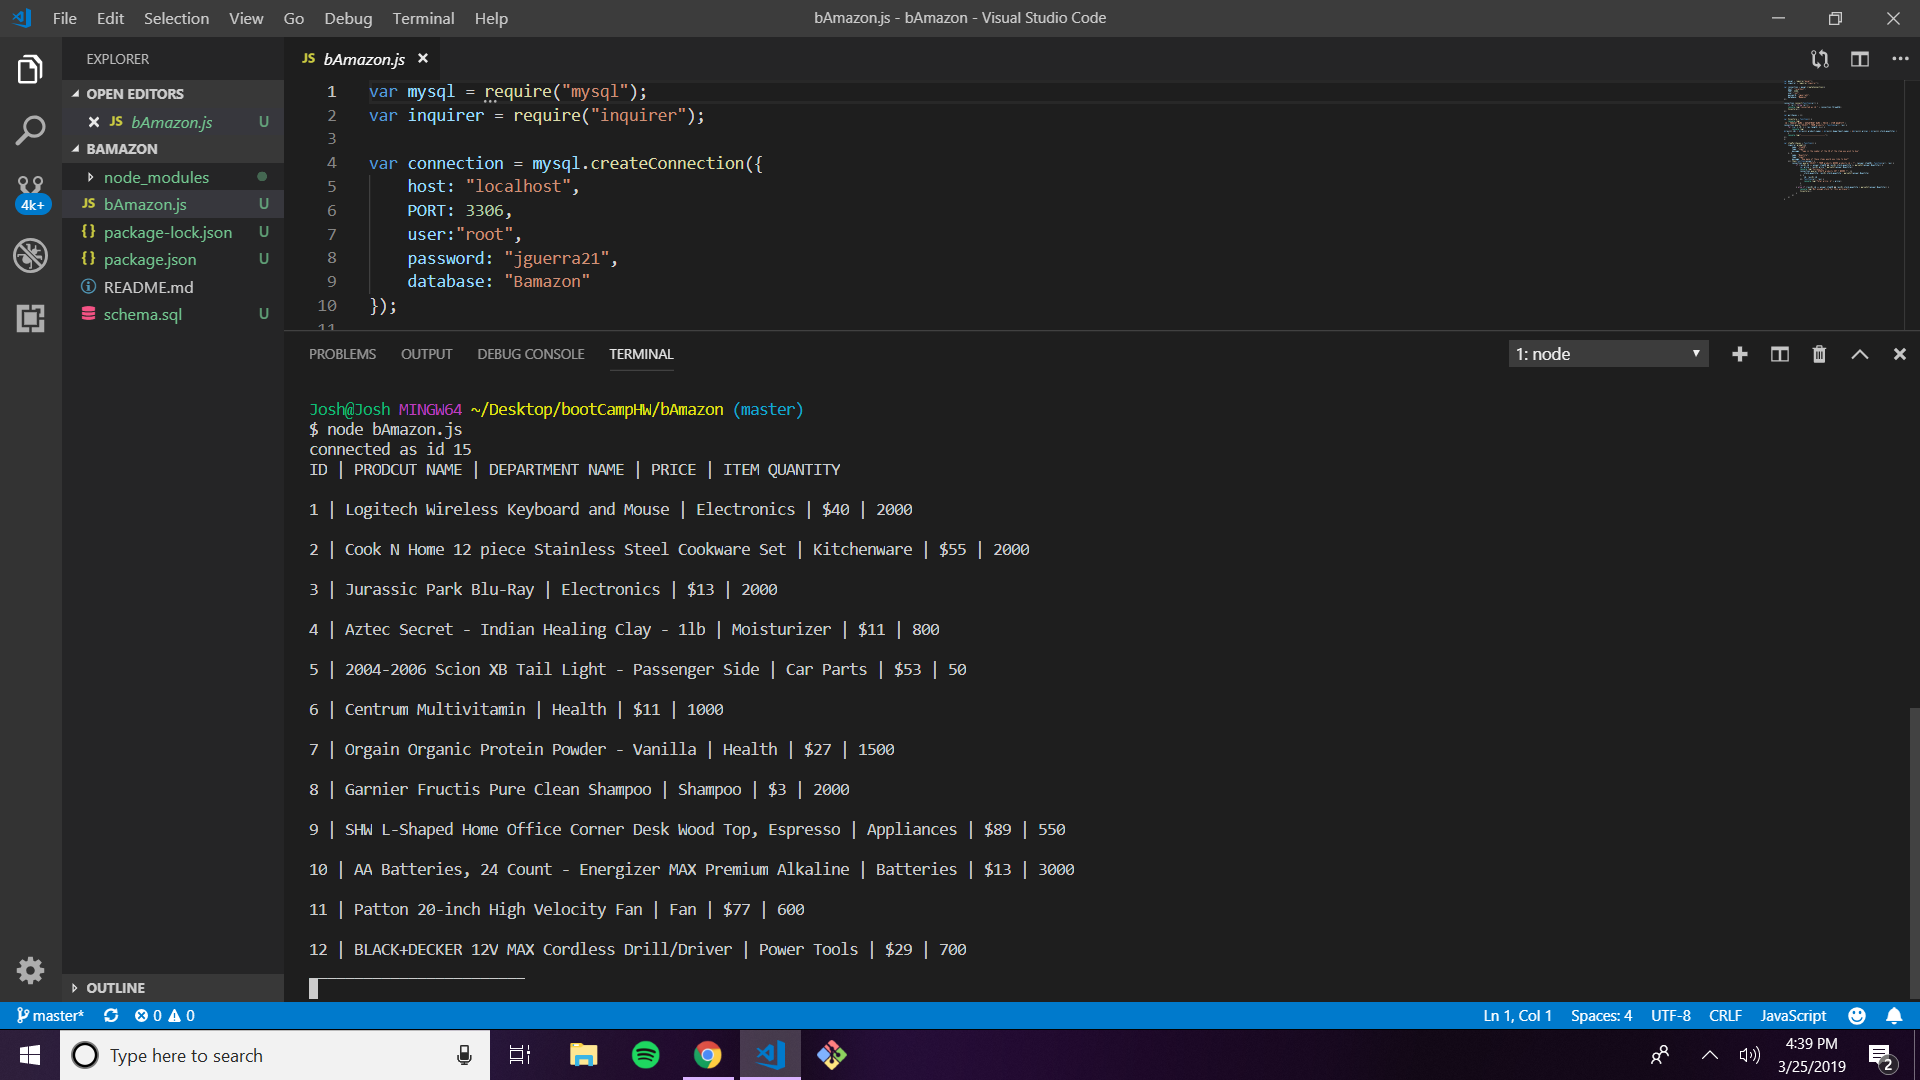 File Edit Selection View Go Debug Terminal Help
bAmazon.js - bAmazon - Visual Studio Code
EXPLORER
OPEN EDITORS
JS bAmazon.js U
BAMAZON
node_modules
JS bAmazon.js U
{} package-lock.json U
{} package.json U
README.md
schema.sql U
4k+
OUTLINE
JS bAmazon.js
1 var mysql = require("mysql");
2 var inquirer = require("inquirer");
3
4 var connection = mysql.createConnection({
5 host: "localhost",
6 PORT: 3306,
7 user:"root",
8 password: "jguerra21",
9 database: "Bamazon"
10 });
11
PROBLEMS OUTPUT DEBUG CONSOLE TERMINAL
1: node
Josh@Josh MINGW64 ~/Desktop/bootCampHW/bAmazon (master)
$ node bAmazon.js
connected as id 15
ID | PRODCUT NAME | DEPARTMENT NAME | PRICE | ITEM QUANTITY
1 | Logitech Wireless Keyboard and Mouse | Electronics | $40 | 2000
2 | Cook N Home 12 piece Stainless Steel Cookware Set | Kitchenware | $55 | 2000
3 | Jurassic Park Blu-Ray | Electronics | $13 | 2000
4 | Aztec Secret - Indian Healing Clay - 1lb | Moisturizer | $11 | 800
5 | 2004-2006 Scion XB Tail Light - Passenger Side | Car Parts | $53 | 50
6 | Centrum Multivitamin | Health | $11 | 1000
7 | Orgain Organic Protein Powder - Vanilla | Health | $27 | 1500
8 | Garnier Fructis Pure Clean Shampoo | Shampoo | $3 | 2000
9 | SHW L-Shaped Home Office Corner Desk Wood Top, Espresso | Appliances | $89 | 550
10 | AA Batteries, 24 Count - Energizer MAX Premium Alkaline | Batteries | $13 | 3000
11 | Patton 20-inch High Velocity Fan | Fan | $77 | 600
12 | BLACK+DECKER 12V MAX Cordless Drill/Driver | Power Tools | $29 | 700
master* 0 0
Ln 1, Col 1 Spaces: 4 UTF-8 CRLF JavaScript
Type here to search
4:39 PM
3/25/2019
2